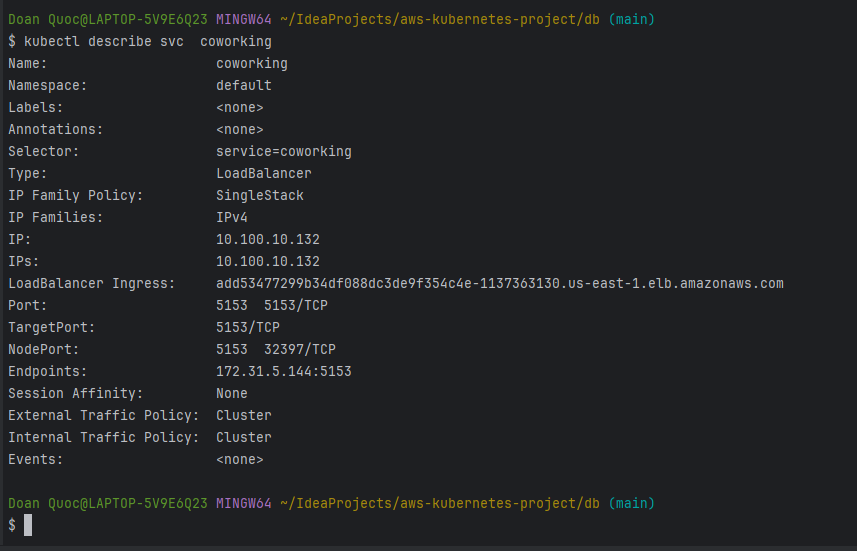 Doan Quoc@LAPTOP-5V9E6Q23 MINGW64 ~/IdeaProjects/aws-kubernetes-project/db (main)
$ kubectl describe svc  coworking
Name:                     coworking
Namespace:                default
Labels:                   <none>
Annotations:              <none>
Selector:                 service=coworking
Type:                     LoadBalancer
IP Family Policy:         SingleStack
IP Families:              IPv4
IP:                       10.100.10.132
IPs:                      10.100.10.132
LoadBalancer Ingress:     add53477299b34df088dc3de9f354c4e-1137363130.us-east-1.elb.amazonaws.com
Port:                     5153  5153/TCP
TargetPort:               5153/TCP
NodePort:                 5153  32397/TCP
Endpoints:                172.31.5.144:5153
Session Affinity:         None
External Traffic Policy:  Cluster
Internal Traffic Policy:  Cluster
Events:                   <none>
Doan Quoc@LAPTOP-5V9E6Q23 MINGW64 ~/IdeaProjects/aws-kubernetes-project/db (main)
$